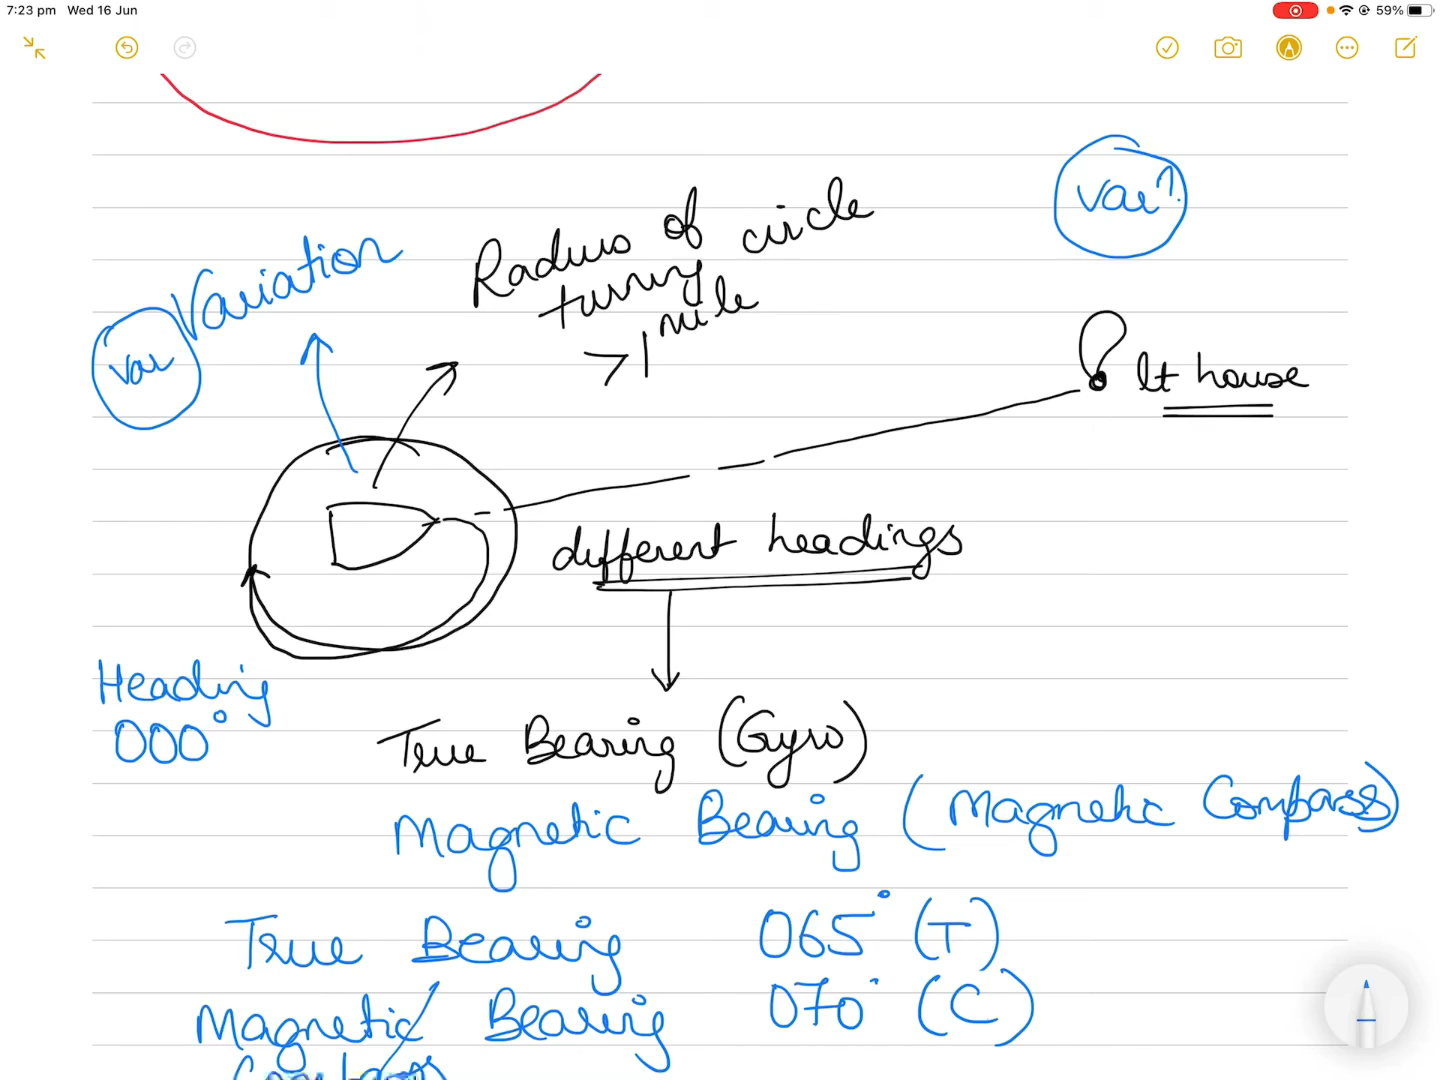 7:23 pm Wed 16 Jun
59%
var?
Variation
Radius of circle
turning
> 1 mile
var
lt house
different headings
Heading
000°
True Bearing (Gyro)
Magnetic Bearing (Magnetic Compass)
True Bearing 065° (T)
Magnetic Bearing 070° (C)
Compass